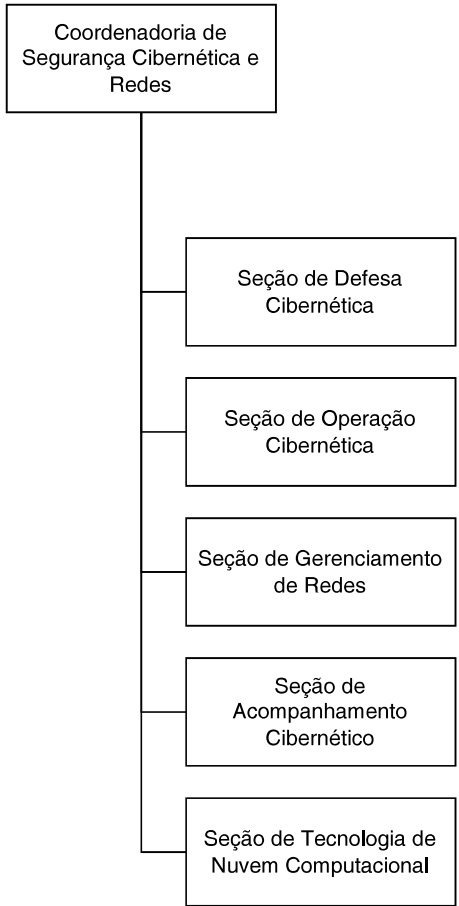 Coordenadoria de
Segurança Cibernética e
Redes
Seção de Defesa
Cibernética
Seção de Operação
Cibernética
Seção de Gerenciamento
de Redes
Seção de
Acompanhamento
Cibernético
Seção de Tecnologia de
Nuvem Computacional